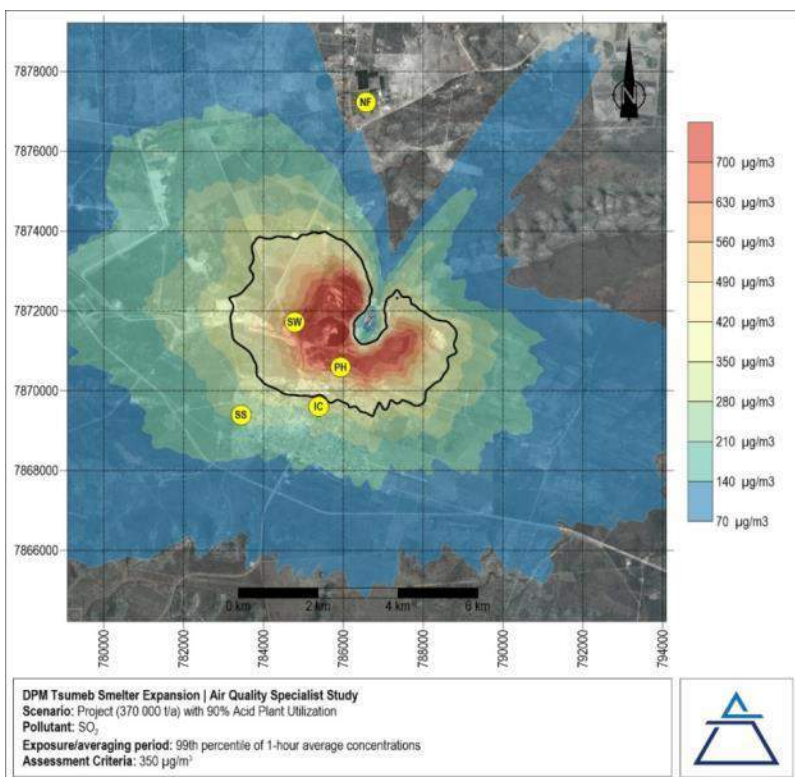 7878000
7876000
7874000
7872000
7870000
7868000
7866000
NF
SW
PH
IC
SS
N
0 km 2 km 4 km 6 km
780000 782000 784000 786000 788000 790000 792000 794000
700 µg/m3
630 µg/m3
560 µg/m3
490 µg/m3
420 µg/m3
350 µg/m3
280 µg/m3
210 µg/m3
140 µg/m3
70 µg/m3
DPM Tsumeb Smelter Expansion | Air Quality Specialist Study
Scenario: Project (370 000 t/a) with 90% Acid Plant Utilization
Pollutant: SO₂
Exposure/averaging period: 99th percentile of 1-hour average concentrations
Assessment Criteria: 350 µg/m³